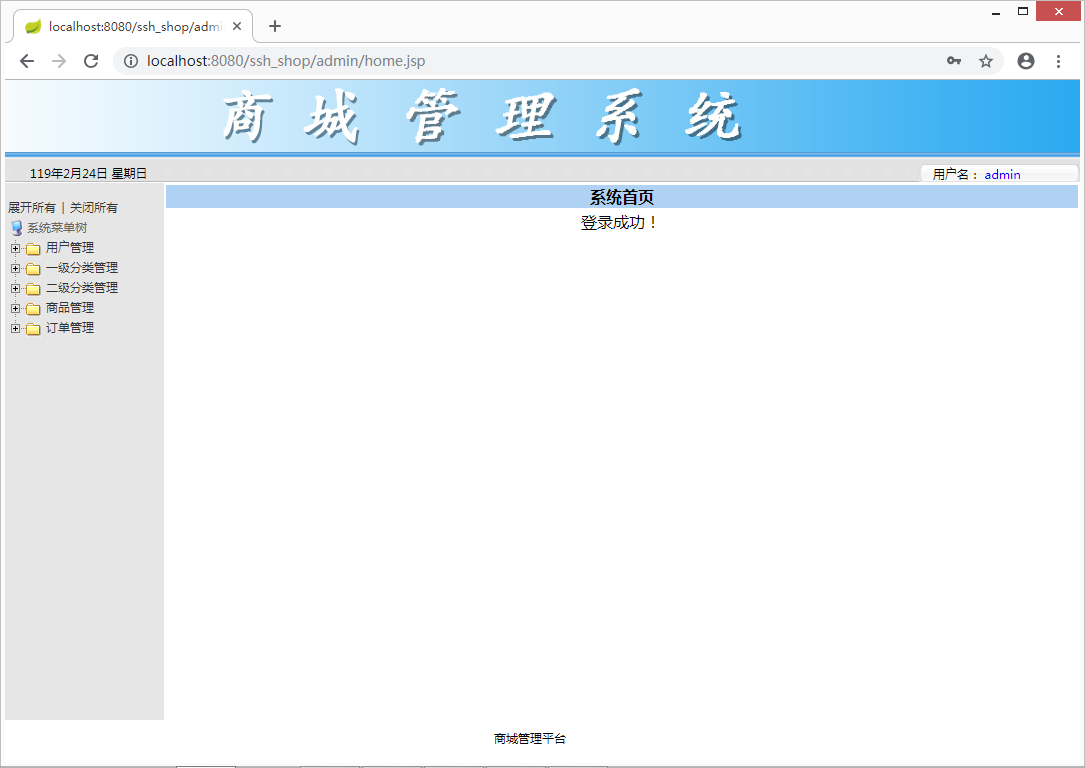 localhost:8080/ssh_shop/admi
localhost:8080/ssh_shop/admin/home.jsp
商城管理系统
119年2月24日 星期日
用户名： admin
展开所有 | 关闭所有
系统菜单树
用户管理
一级分类管理
二级分类管理
商品管理
订单管理
系统首页
登录成功！
商城管理平台